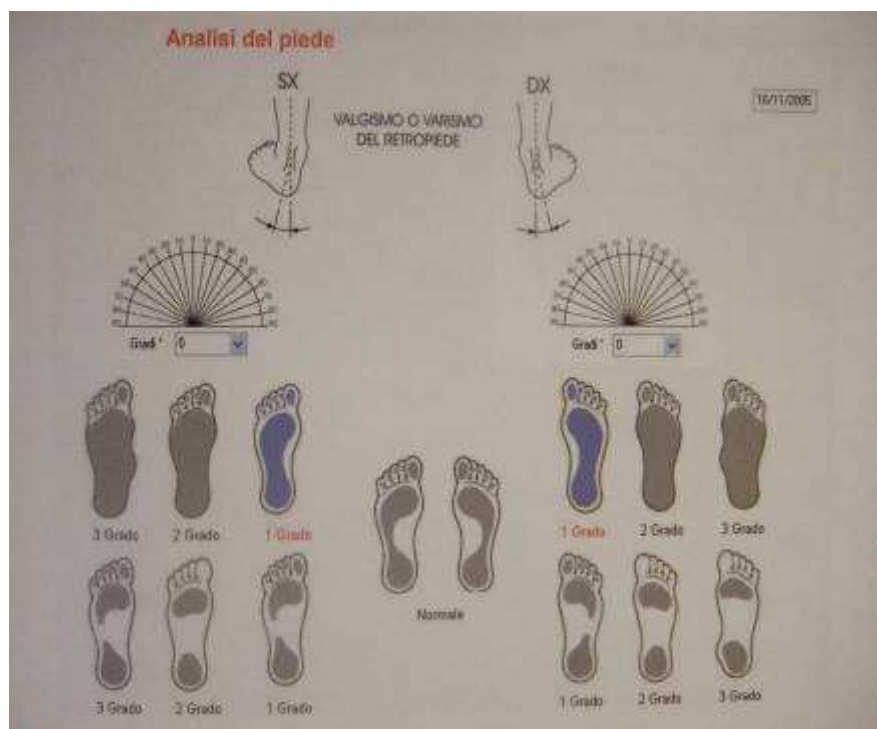 Analisi del piede
SX
DX
16/11/2005
VALGISMO O VARISMO
DEL RETROPIEDE
Gradi °
0
Gradi °
0
3 Grado
2 Grado
1 Grado
1 Grado
2 Grado
3 Grado
Normale
3 Grado
2 Grado
1 Grado
1 Grado
2 Grado
3 Grado